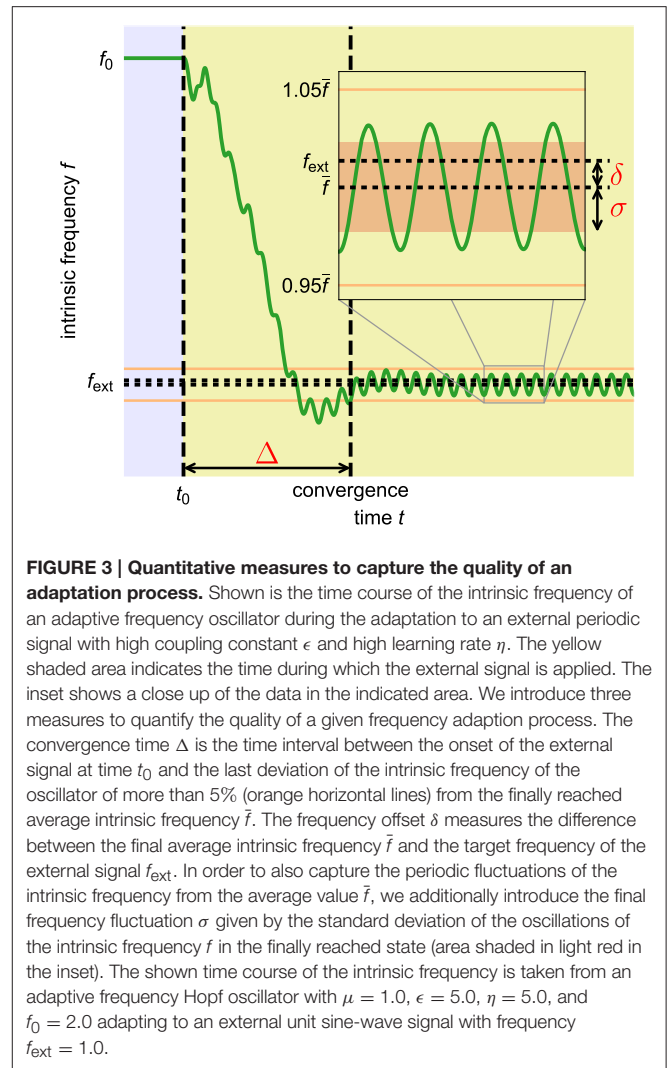 f₀
1.05f̄
f_ext
f̄
δ
σ
0.95f̄
intrinsic frequency f
f_ext
Δ
t₀
convergence
time t
FIGURE 3 | Quantitative measures to capture the quality of an
adaptation process. Shown is the time course of the intrinsic frequency of
an adaptive frequency oscillator during the adaptation to an external periodic
signal with high coupling constant ϵ and high learning rate η. The yellow
shaded area indicates the time during which the external signal is applied. The
inset shows a close up of the data in the indicated area. We introduce three
measures to quantify the quality of a given frequency adaption process. The
convergence time Δ is the time interval between the onset of the external
signal at time t₀ and the last deviation of the intrinsic frequency of the
oscillator of more than 5% (orange horizontal lines) from the finally reached
average intrinsic frequency f̄. The frequency offset δ measures the difference
between the final average intrinsic frequency f̄ and the target frequency of the
external signal f_ext. In order to also capture the periodic fluctuations of the
intrinsic frequency from the average value f̄, we additionally introduce the final
frequency fluctuation σ given by the standard deviation of the oscillations of
the intrinsic frequency f in the finally reached state (area shaded in light red in
the inset). The shown time course of the intrinsic frequency is taken from an
adaptive frequency Hopf oscillator with μ = 1.0, ϵ = 5.0, η = 5.0, and
f₀ = 2.0 adapting to an external unit sine-wave signal with frequency
f_ext = 1.0.